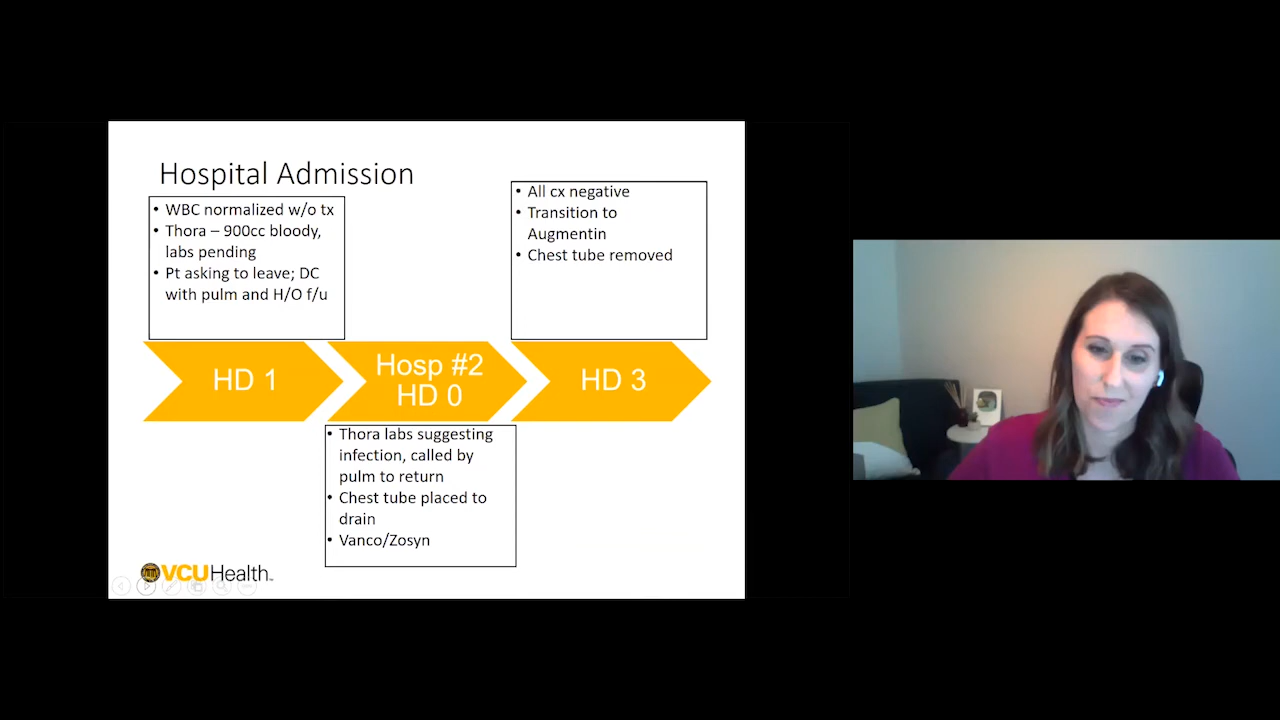 Hospital Admission
• WBC normalized w/o tx
• Thora – 900cc bloody,
labs pending
• Pt asking to leave; DC
with pulm and H/O f/u
• All cx negative
• Transition to
Augmentin
• Chest tube removed
HD 1
Hosp #2
HD 0
HD 3
• Thora labs suggesting
infection, called by
pulm to return
• Chest tube placed to
drain
• Vanco/Zosyn
VCUHealth